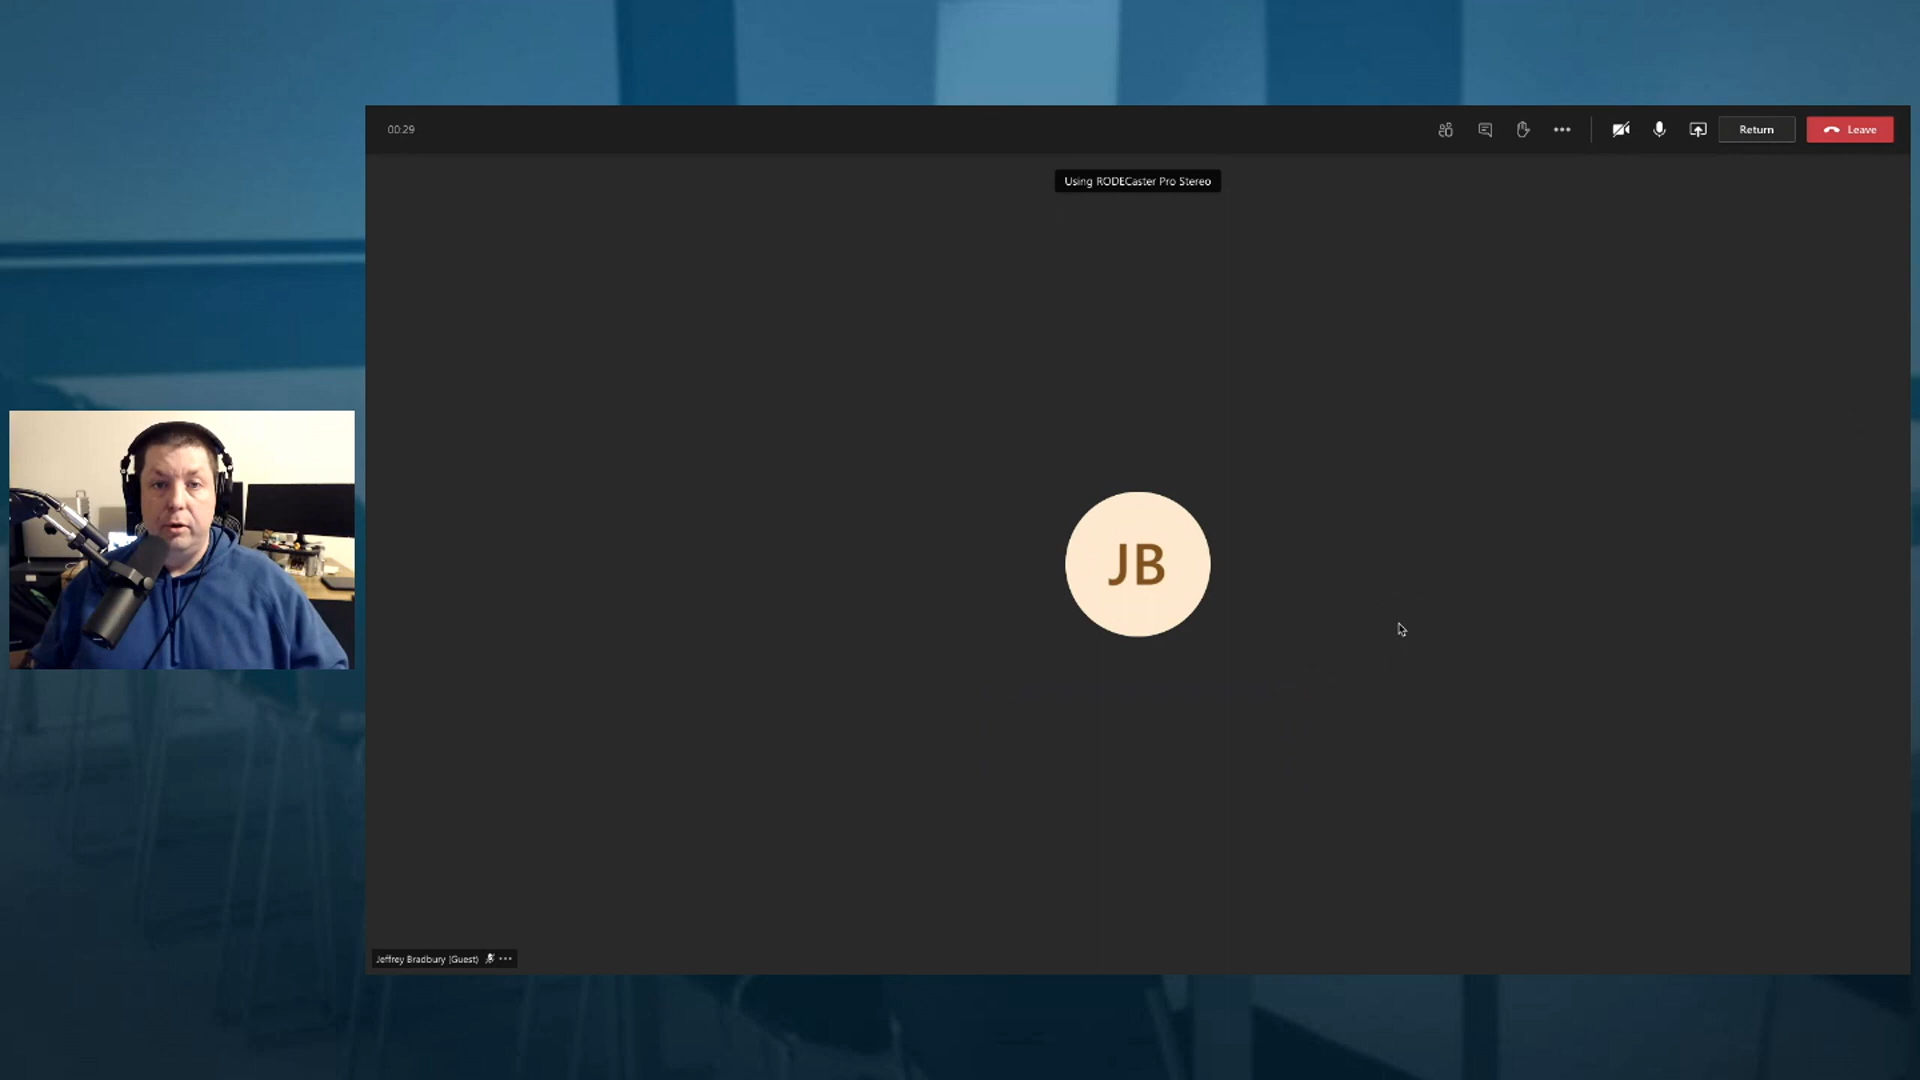 00:29
Return
Leave
Using RODECaster Pro Stereo
JB
Jeffrey Bradbury (Guest)